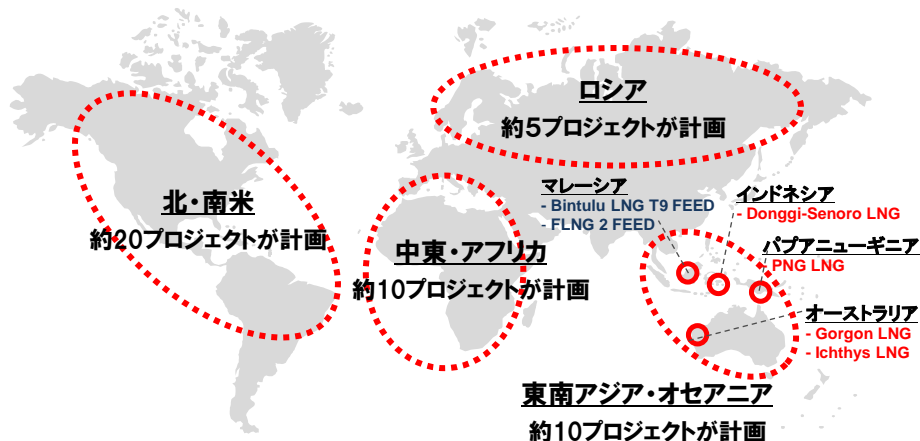 ロシア
約5プロジェクトが計画
北・南米
約20プロジェクトが計画
中東・アフリカ
約10プロジェクトが計画
マレーシア
- Bintulu LNG T9 FEED
- FLNG 2 FEED
インドネシア
- Donggi-Senoro LNG
パプアニューギニア
- PNG LNG
オーストラリア
- Gorgon LNG
- Ichthys LNG
東南アジア・オセアニア
約10プロジェクトが計画